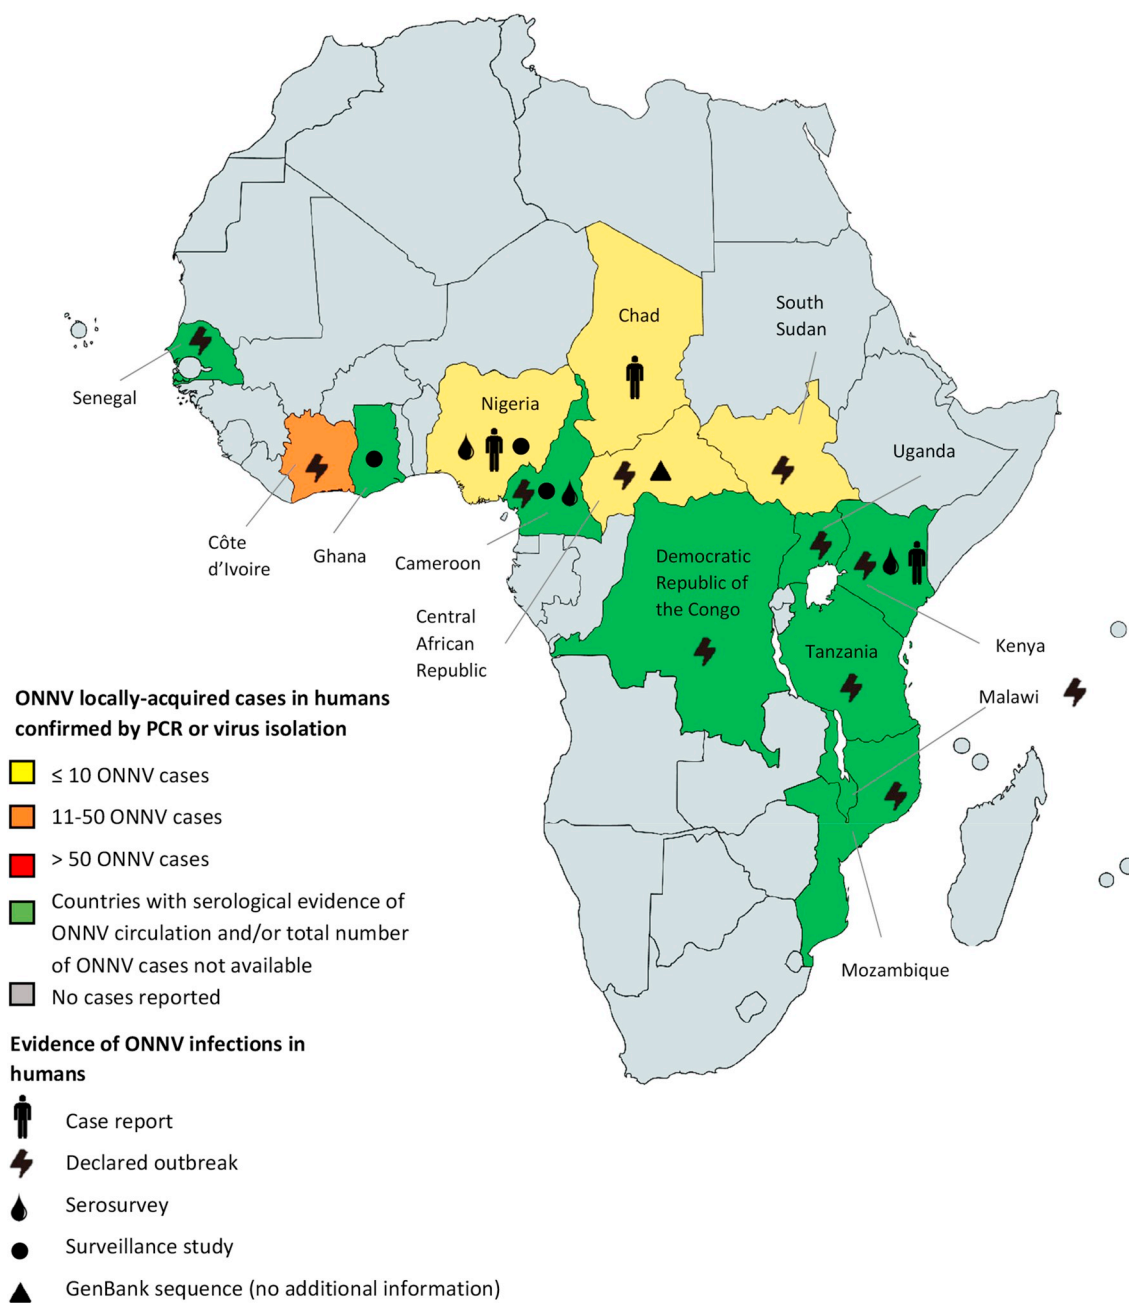 Chad
South
Sudan
Senegal
Nigeria
Uganda
Côte
d’Ivoire
Ghana
Cameroon
Democratic
Republic of
the Congo
Central
African
Republic
Tanzania
Kenya
Malawi
Mozambique
ONNV locally-acquired cases in humans
confirmed by PCR or virus isolation
≤ 10 ONNV cases
11-50 ONNV cases
> 50 ONNV cases
Countries with serological evidence of
ONNV circulation and/or total number
of ONNV cases not available
No cases reported
Evidence of ONNV infections in
humans
Case report
Declared outbreak
Serosurvey
Surveillance study
GenBank sequence (no additional information)